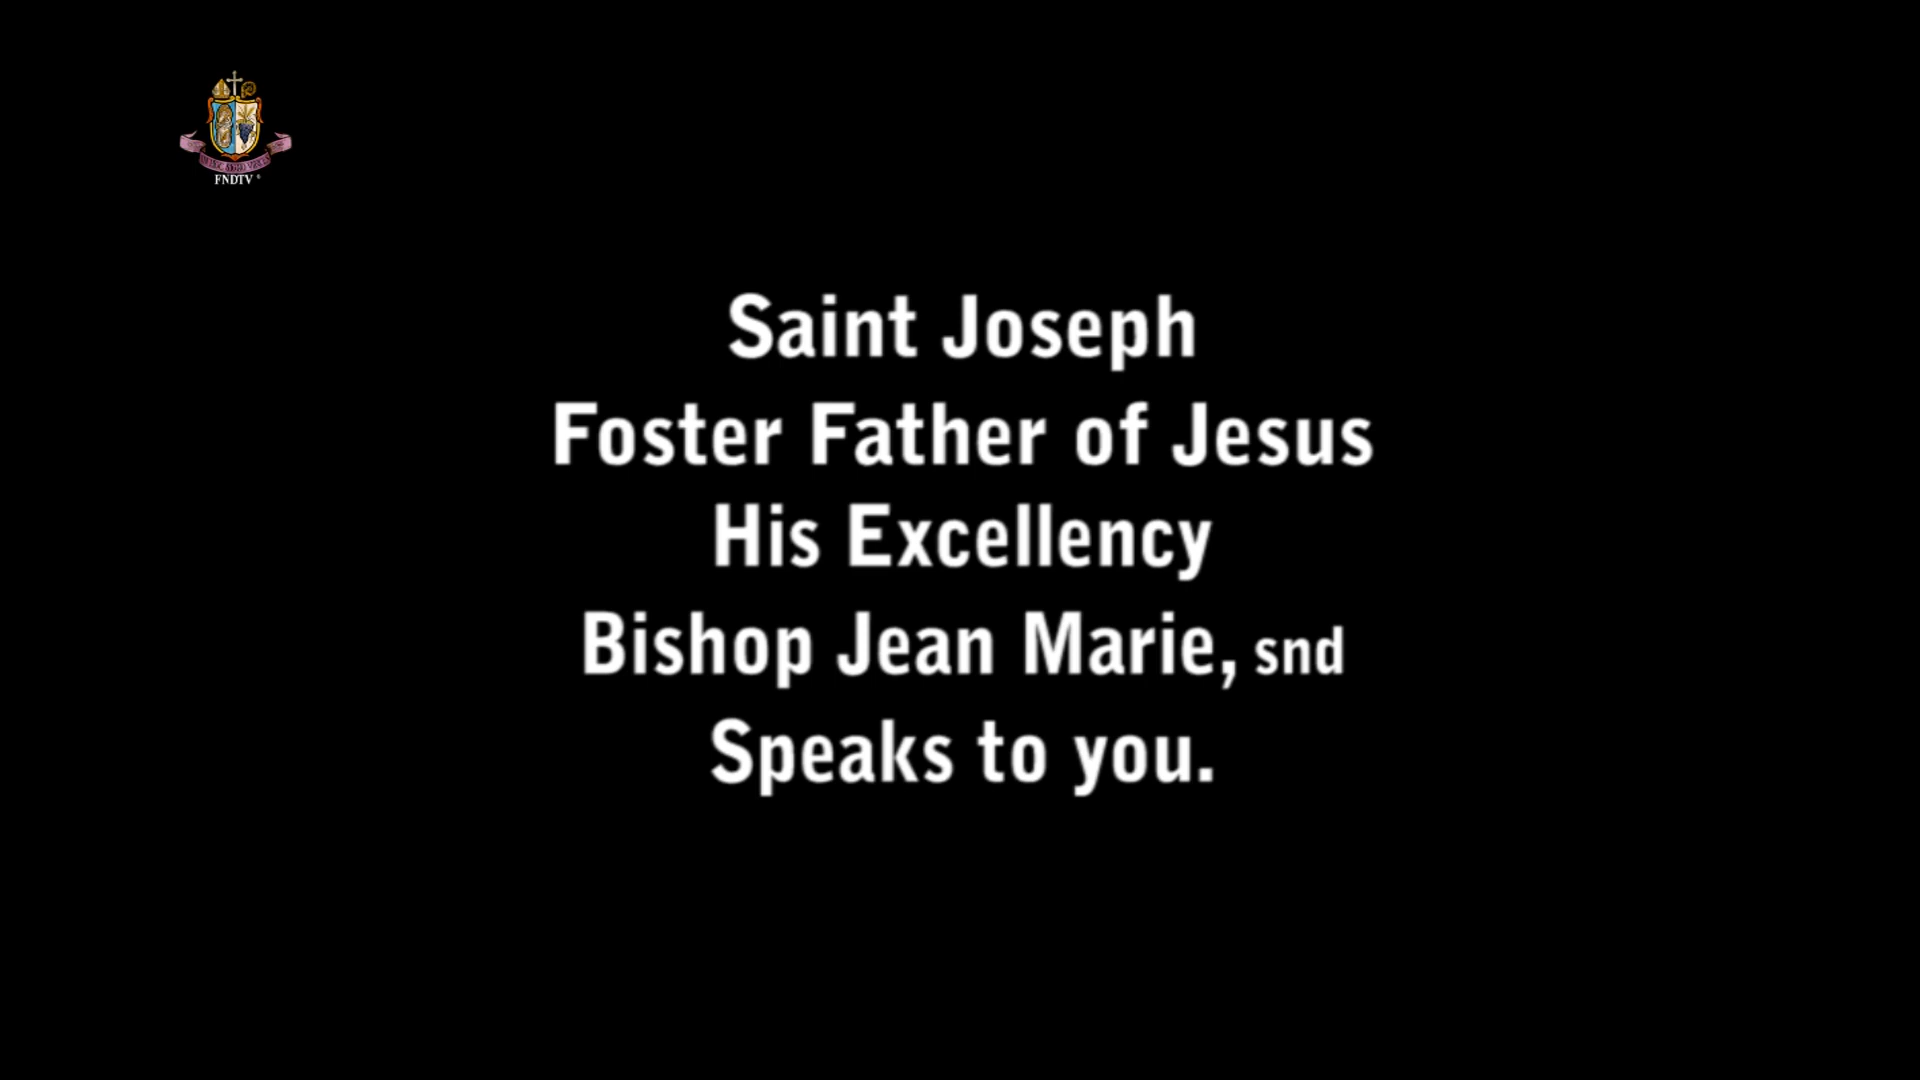 FNDTV
Saint Joseph
Foster Father of Jesus
His Excellency
Bishop Jean Marie, snd
Speaks to you.